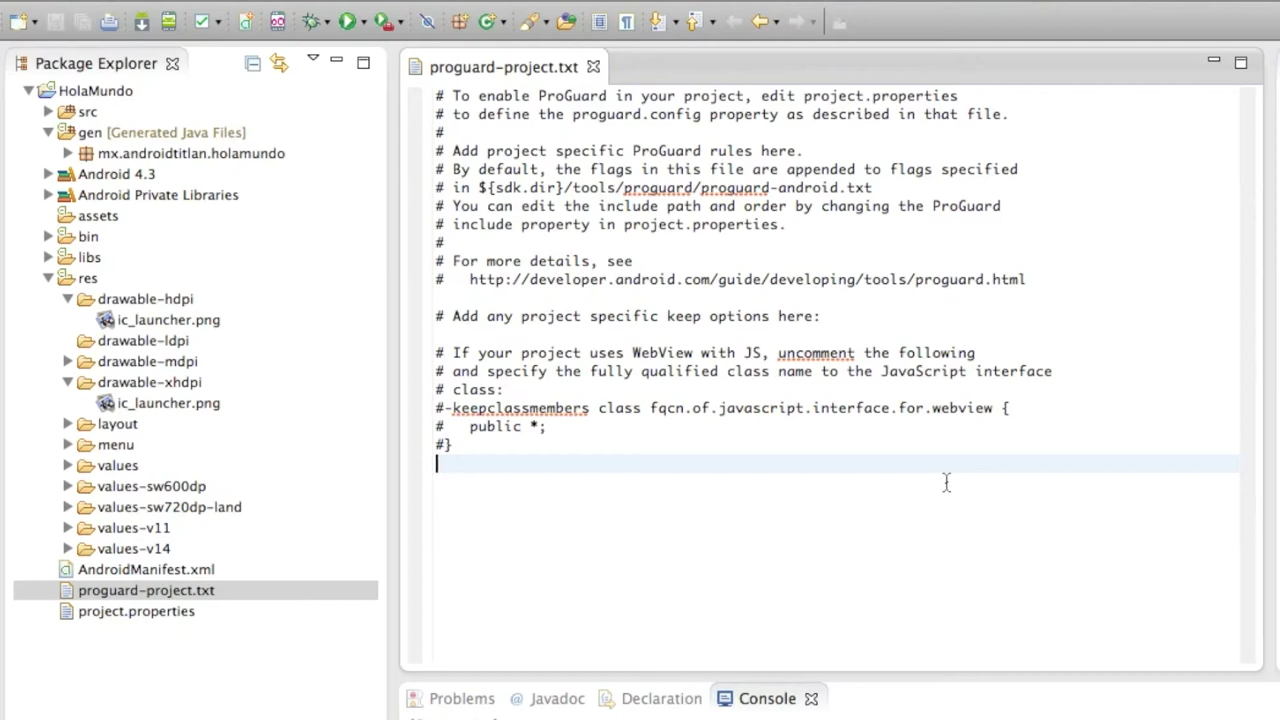 Package Explorer
HolaMundo
src
gen [Generated Java Files]
mx.androidtitlan.holamundo
Android 4.3
Android Private Libraries
assets
bin
libs
res
drawable-hdpi
ic_launcher.png
drawable-ldpi
drawable-mdpi
drawable-xhdpi
ic_launcher.png
layout
menu
values
values-sw600dp
values-sw720dp-land
values-v11
values-v14
AndroidManifest.xml
proguard-project.txt
project.properties
proguard-project.txt
# To enable ProGuard in your project, edit project.properties
# to define the proguard.config property as described in that file.
#
# Add project specific ProGuard rules here.
# By default, the flags in this file are appended to flags specified
# in ${sdk.dir}/tools/proguard/proguard-android.txt
# You can edit the include path and order by changing the ProGuard
# include property in project.properties.
#
# For more details, see
#   http://developer.android.com/guide/developing/tools/proguard.html
# Add any project specific keep options here:
# If your project uses WebView with JS, uncomment the following
# and specify the fully qualified class name to the JavaScript interface
# class:
#-keepclassmembers class fqcn.of.javascript.interface.for.webview {
#   public *;
#}
Problems @ Javadoc Declaration Console